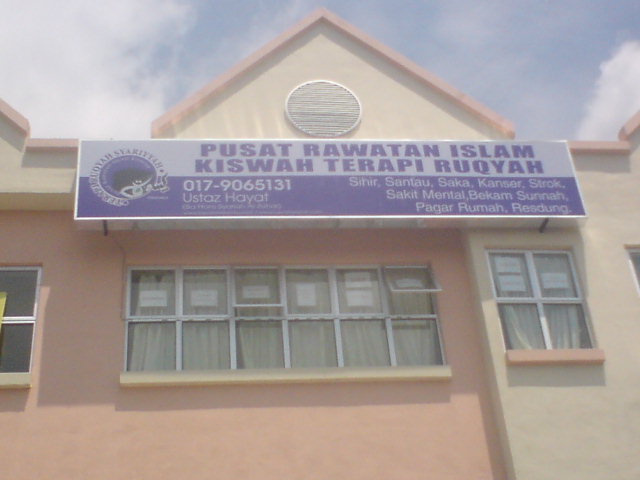 PUSAT RAWATAN ISLAM
KISWAH TERAPI RUQYAH
017-9065131
Ustaz Hayat
Sihir, Santau, Saka, Kanser, Strok,
Sakit Mental,Bekam Sunnah,
Pagar Rumah, Resdung.